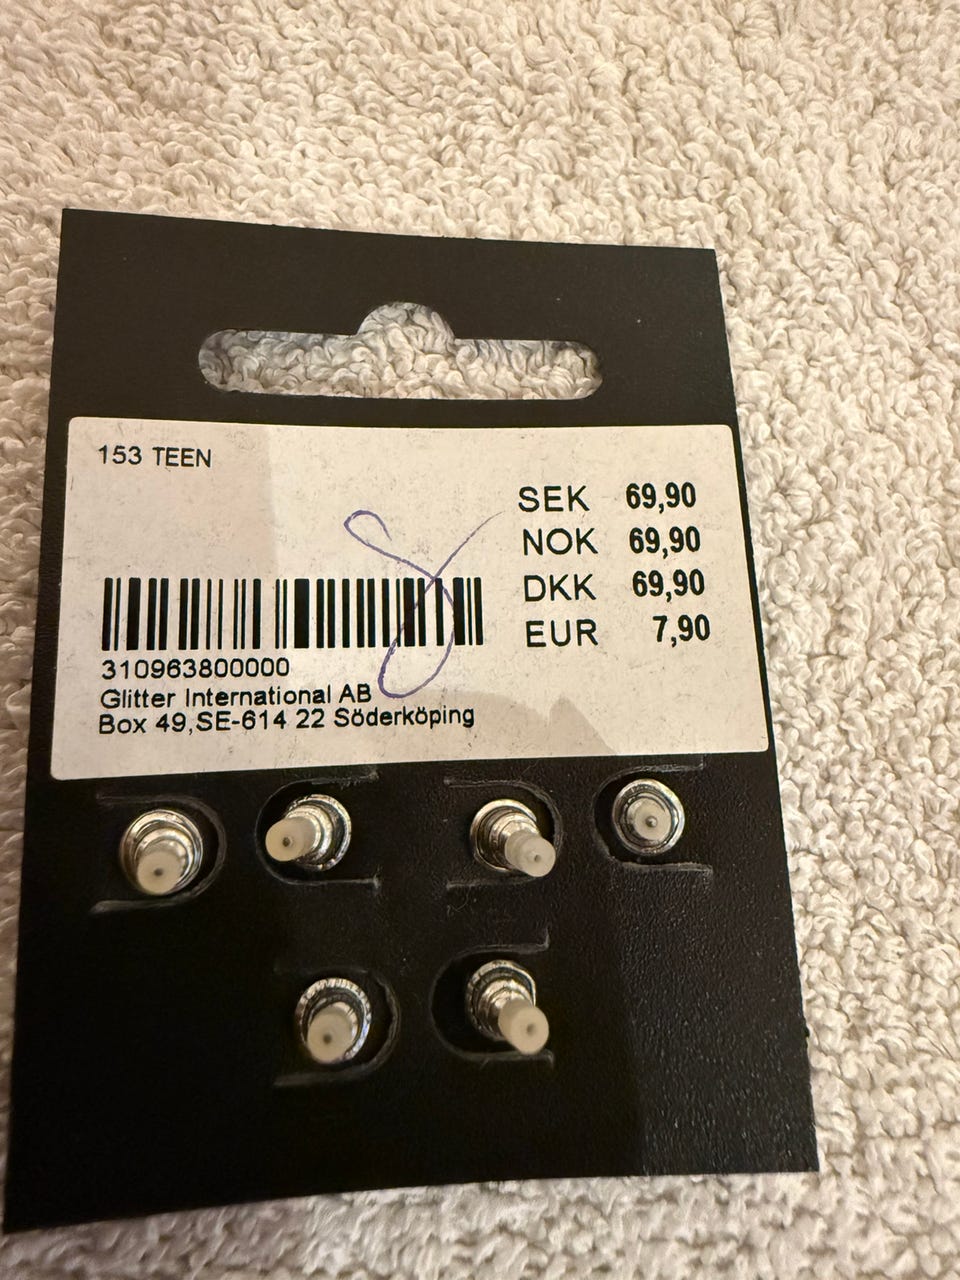 153 TEEN
SEK 69,90
NOK 69,90
DKK 69,90
EUR 7,90
310963800000
Glitter International AB
Box 49,SE-614 22 Söderköping